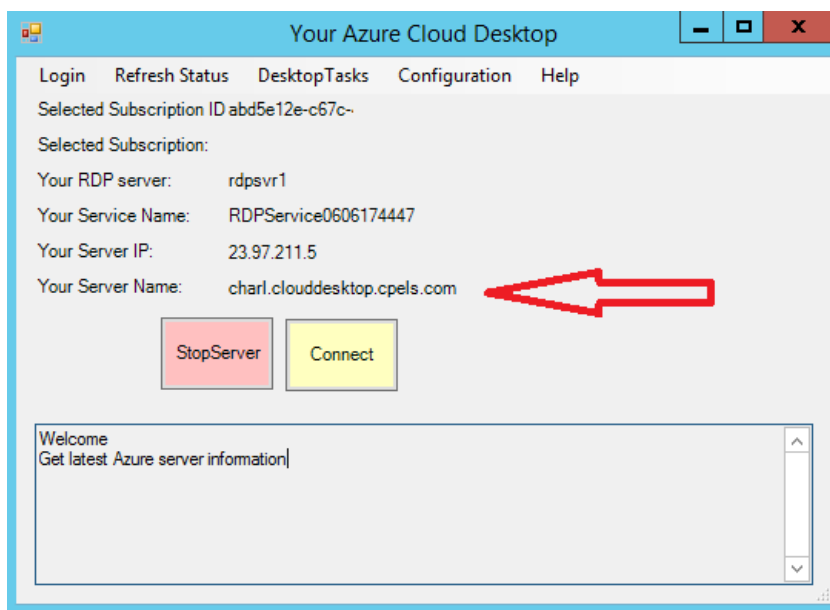 Your Azure Cloud Desktop
Login Refresh Status DesktopTasks Configuration Help
Selected Subscription ID abd5e12e-c67c-
Selected Subscription:
Your RDP server: rdpsvr1
Your Service Name: RDPService0606174447
Your Server IP: 23.97.211.5
Your Server Name: charl.clouddesktop.cpels.com
StopServer Connect
Welcome
Get latest Azure server information